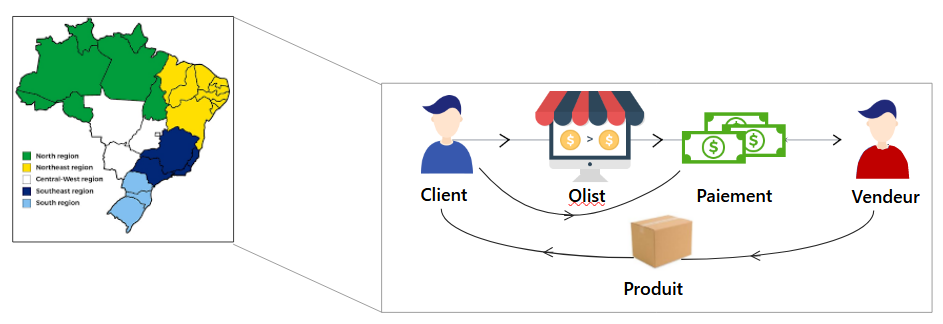 North region
Northeast region
Central-West region
Southeast region
South region
$ > $
$
$
$
Client
Olist
Paiement
Vendeur
Produit